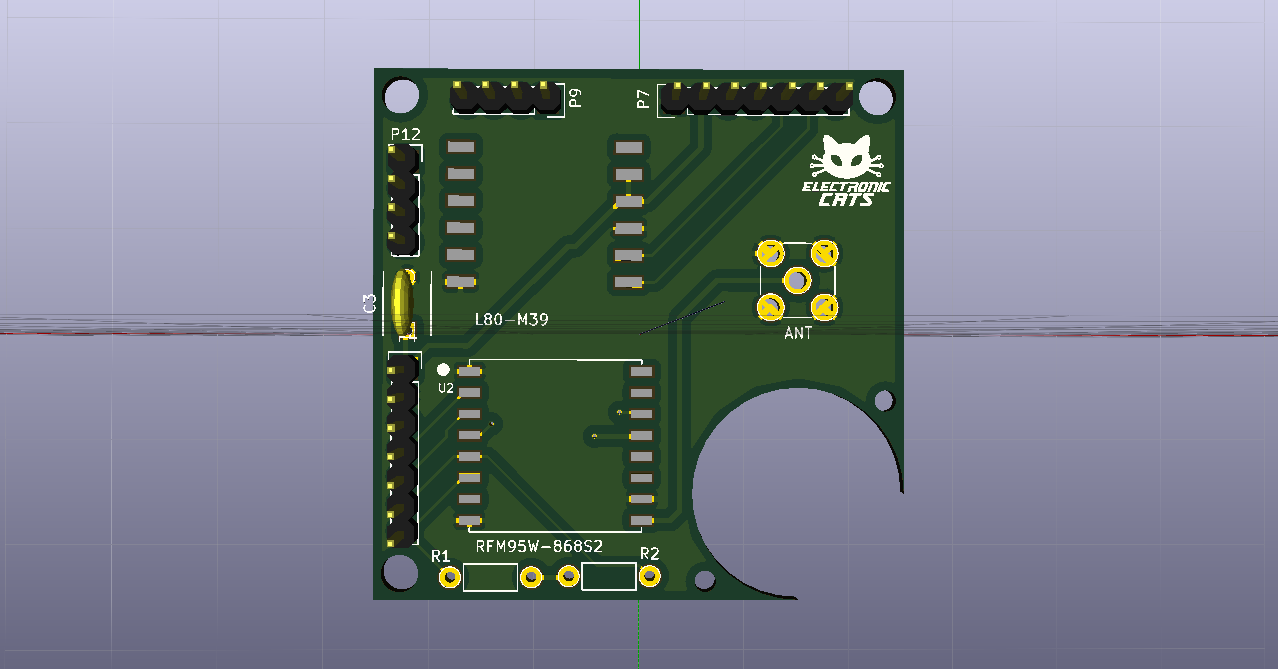 P9
P7
P12
ELECTRONIC
CATS
C3
L80-M39
ANT
U2
RFM95W-868S2
R1
R2